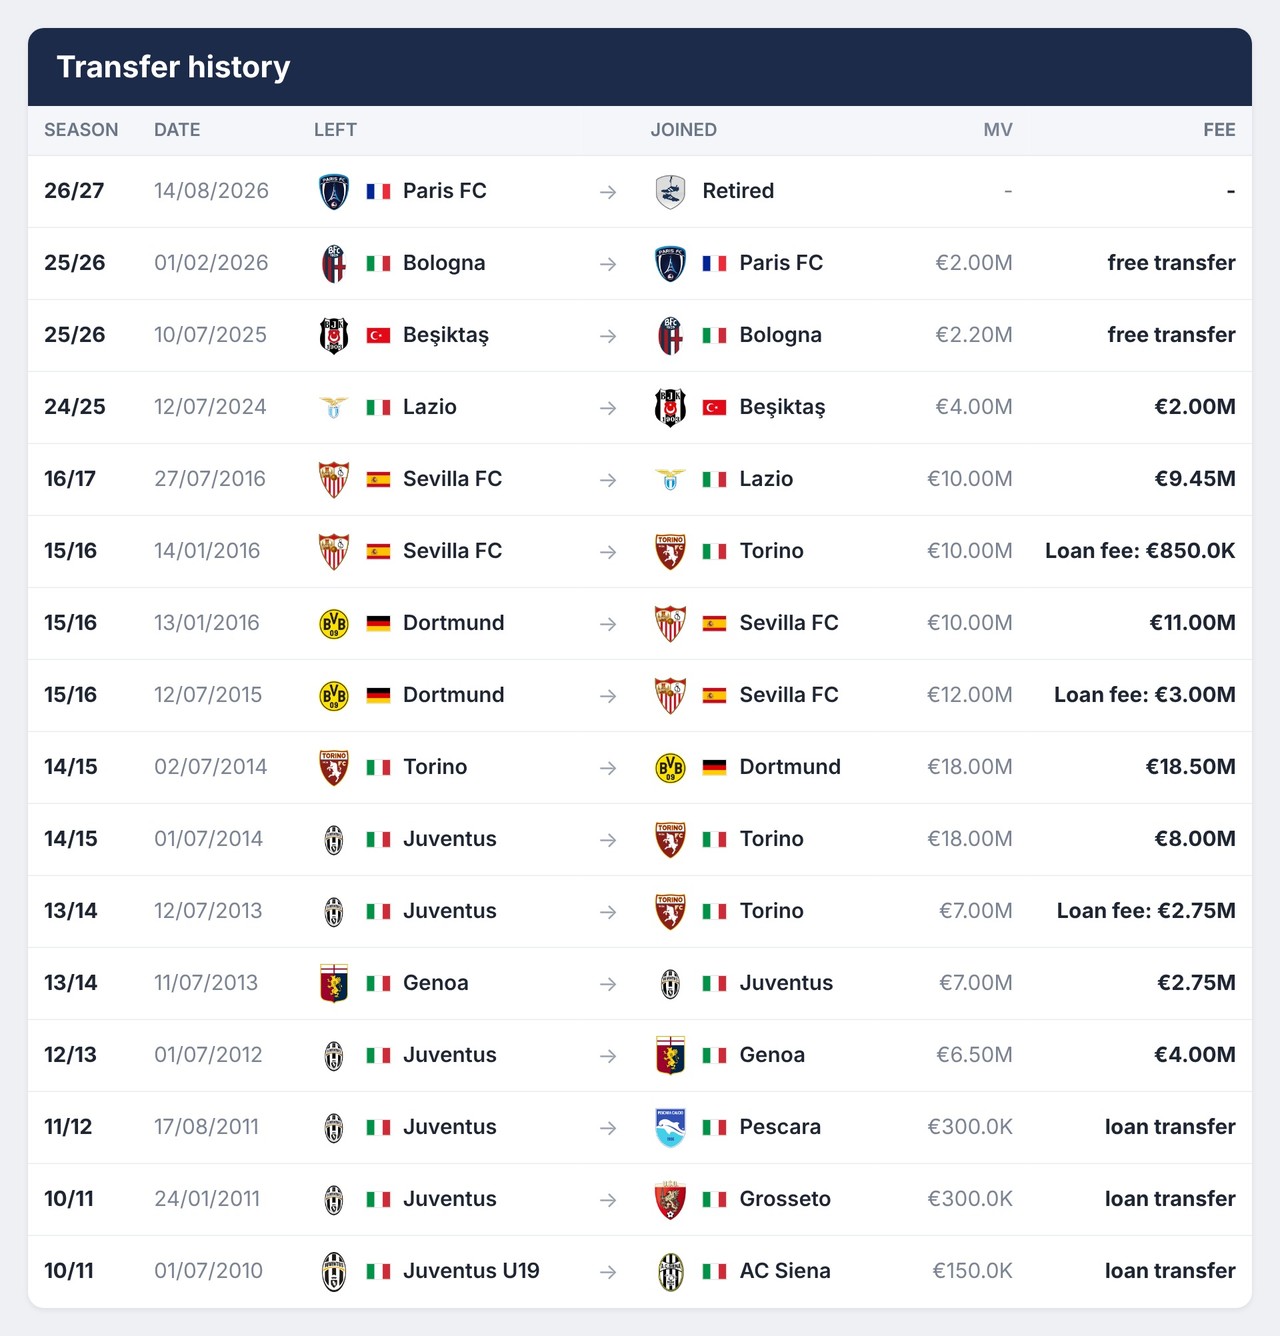 Transfer history
SEASON DATE LEFT JOINED MV FEE
26/27 14/08/2026 Paris FC → Retired - -
25/26 01/02/2026 Bologna → Paris FC €2.00M free transfer
25/26 10/07/2025 Beşiktaş → Bologna €2.20M free transfer
24/25 12/07/2024 Lazio → Beşiktaş €4.00M €2.00M
16/17 27/07/2016 Sevilla FC → Lazio €10.00M €9.45M
15/16 14/01/2016 Sevilla FC → Torino €10.00M Loan fee: €850.0K
15/16 13/01/2016 Dortmund → Sevilla FC €10.00M €11.00M
15/16 12/07/2015 Dortmund → Sevilla FC €12.00M Loan fee: €3.00M
14/15 02/07/2014 Torino → Dortmund €18.00M €18.50M
14/15 01/07/2014 Juventus → Torino €18.00M €8.00M
13/14 12/07/2013 Juventus → Torino €7.00M Loan fee: €2.75M
13/14 11/07/2013 Genoa → Juventus €7.00M €2.75M
12/13 01/07/2012 Juventus → Genoa €6.50M €4.00M
11/12 17/08/2011 Juventus → Pescara €300.0K loan transfer
10/11 24/01/2011 Juventus → Grosseto €300.0K loan transfer
10/11 01/07/2010 Juventus U19 → AC Siena €150.0K loan transfer